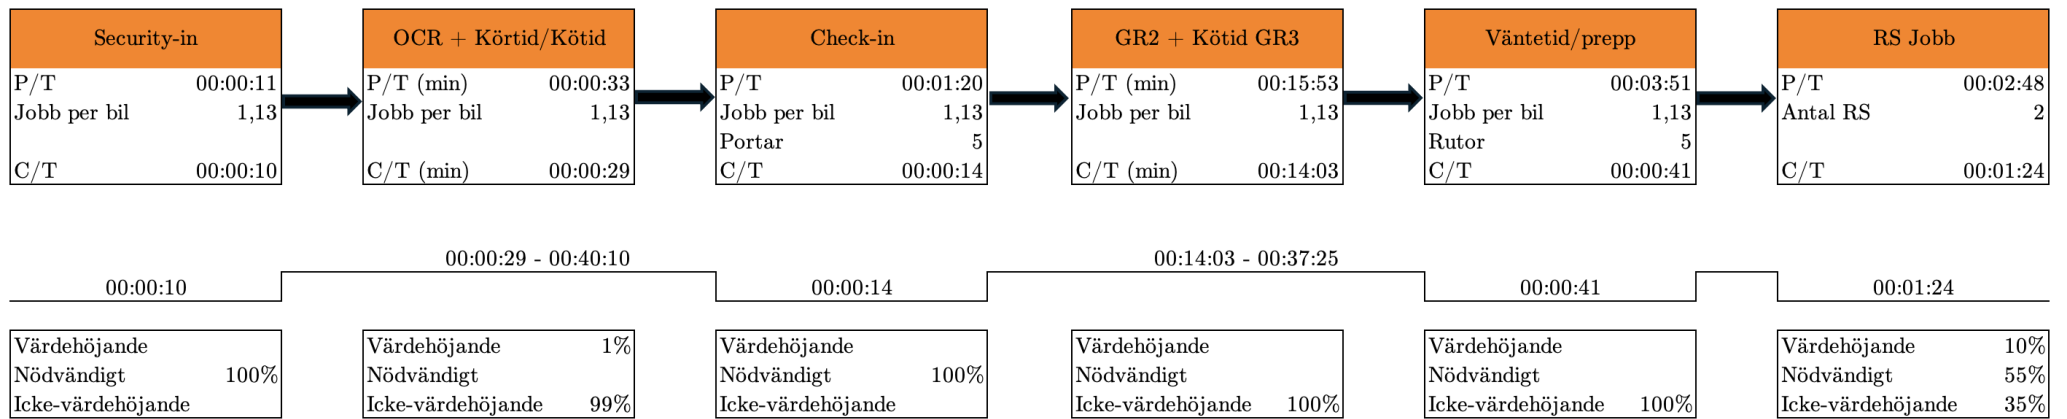 Security-in
P/T 00:00:11
Jobb per bil 1,13
C/T 00:00:10
OCR + Körtid/Kötid
P/T (min) 00:00:33
Jobb per bil 1,13
C/T (min) 00:00:29
Check-in
P/T 00:01:20
Jobb per bil 1,13
Portar 5
C/T 00:00:14
GR2 + Kötid GR3
P/T (min) 00:15:53
Jobb per bil 1,13
C/T (min) 00:14:03
Väntetid/prepp
P/T 00:03:51
Jobb per bil 1,13
Rutor 5
C/T 00:00:41
RS Jobb
P/T 00:02:48
Antal RS 2
C/T 00:01:24
00:00:10
00:00:29 - 00:40:10
00:00:14
00:14:03 - 00:37:25
00:00:41
00:01:24
Värdehöjande
Nödvändigt 100%
Icke-värdehöjande
Värdehöjande 1%
Nödvändigt
Icke-värdehöjande 99%
Värdehöjande
Nödvändigt 100%
Icke-värdehöjande
Värdehöjande
Nödvändigt
Icke-värdehöjande 100%
Värdehöjande
Nödvändigt
Icke-värdehöjande 100%
Värdehöjande 10%
Nödvändigt 55%
Icke-värdehöjande 35%